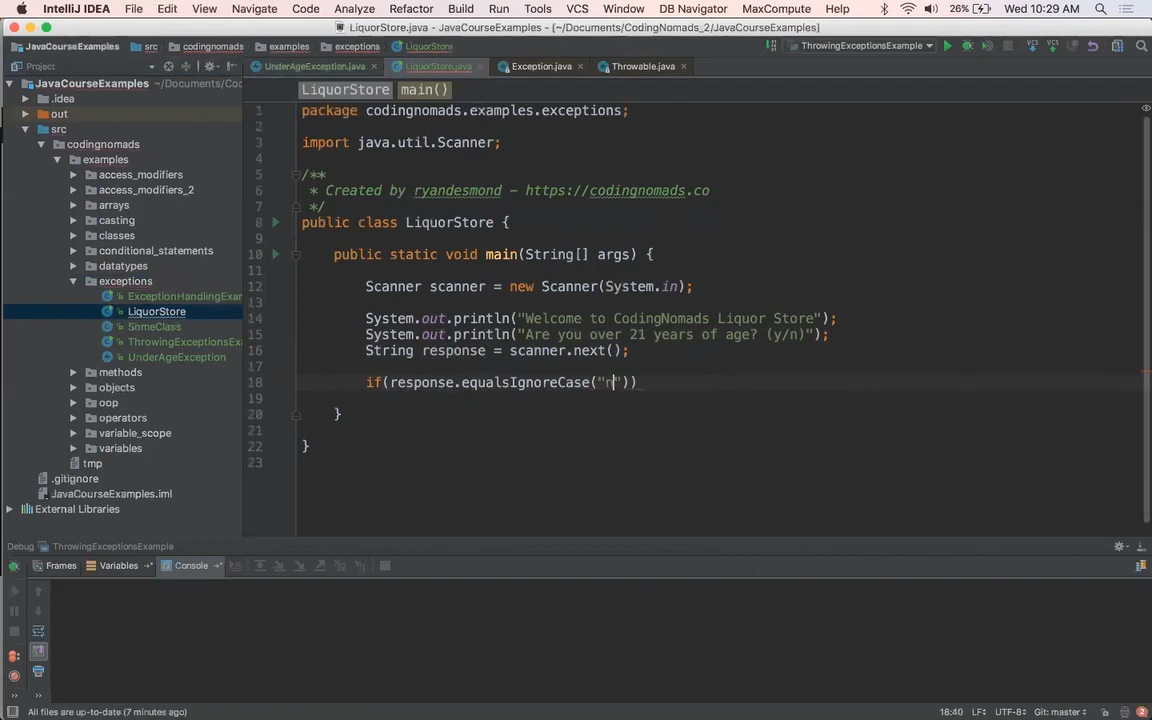 IntelliJ IDEA File Edit View Navigate Code Analyze Refactor Build Run Tools VCS Window DB Navigator MaxCompute Help 26% Wed 10:29 AM
LiquorStore.java - JavaCourseExamples - [~/Documents/CodingNomads_2/JavaCourseExamples]
JavaCourseExamples src codingnomads examples exceptions LiquorStore ThrowingExceptionsExample
Project UnderAgeException.java LiquorStore.java Exception.java Throwable.java
JavaCourseExamples ~/Documents/Co
.idea
out
src
codingnomads
examples
access_modifiers
access_modifiers_2
arrays
casting
classes
conditional_statements
datatypes
exceptions
ExceptionHandlingExa
LiquorStore
ThrowingExceptionsExa
UnderAgeException
methods
objects
oop
operators
variable_scope
variables
tmp
.gitignore
JavaCourseExamples.iml
External Libraries
LiquorStore main()
1 package codingnomads.examples.exceptions;
2
3 import java.util.Scanner;
4
5 /**
6 * Created by ryandesmond - https://codingnomads.co
7 */
8 public class LiquorStore {
9
10 public static void main(String[] args) {
11
12 Scanner scanner = new Scanner(System.in);
13
14 System.out.println("Welcome to CodingNomads Liquor Store");
15 System.out.println("Are you over 21 years of age? (y/n)");
16 String response = scanner.next();
17
18 if(response.equalsIgnoreCase("n"))
19
20 }
21
22 }
23
Debug ThrowingExceptionsExample
Frames Variables Console
All files are up-to-date (7 minutes ago) 18:40 LF UTF-8 Git: master 2